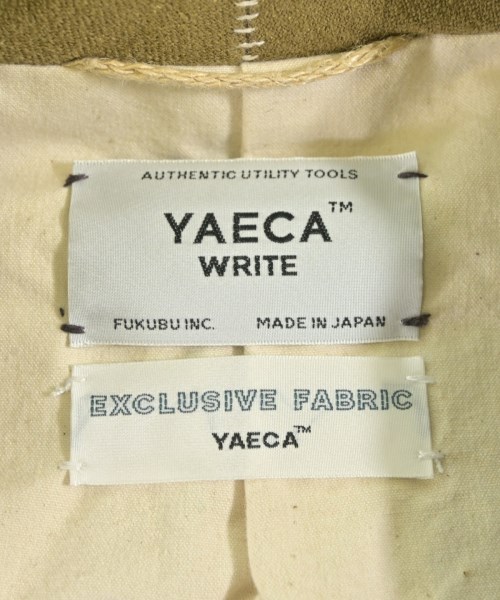 AUTHENTIC UTILITY TOOLS
YAECA™
WRITE
FUKUBU INC. MADE IN JAPAN
EXCLUSIVE FABRIC
YAECA™